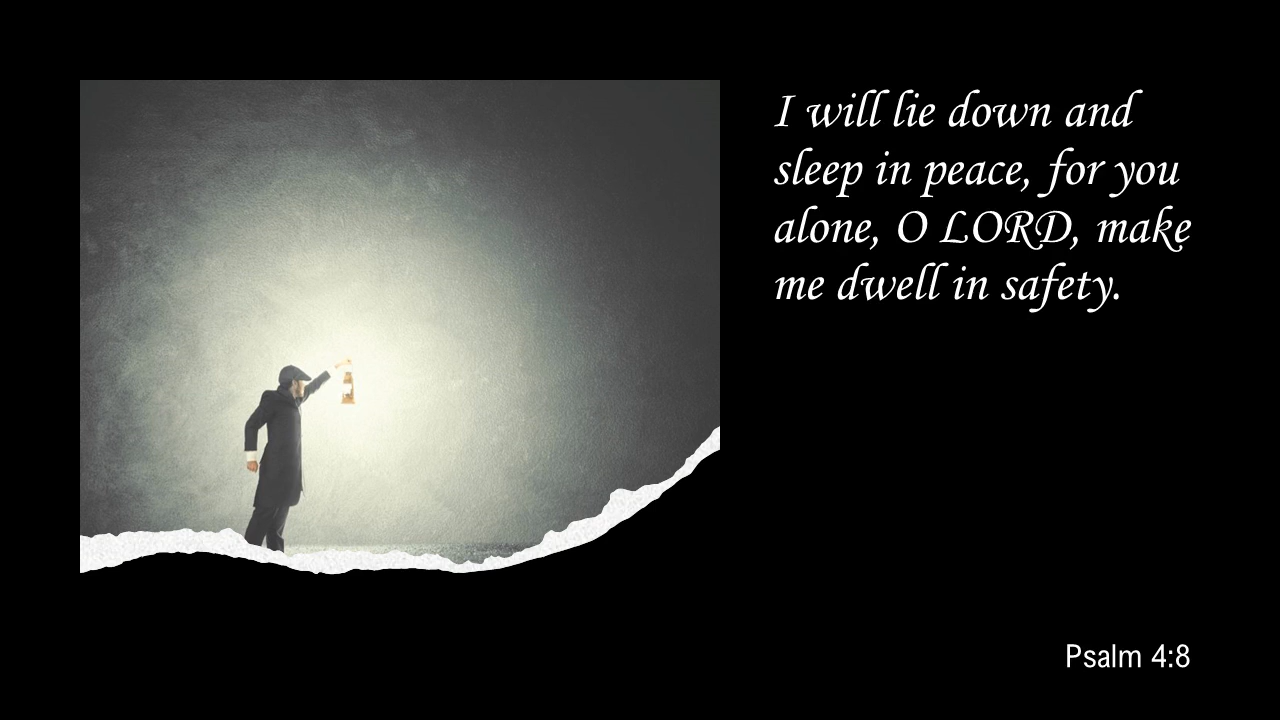 I will lie down and
sleep in peace, for you
alone, O LORD, make
me dwell in safety.
Psalm 4:8